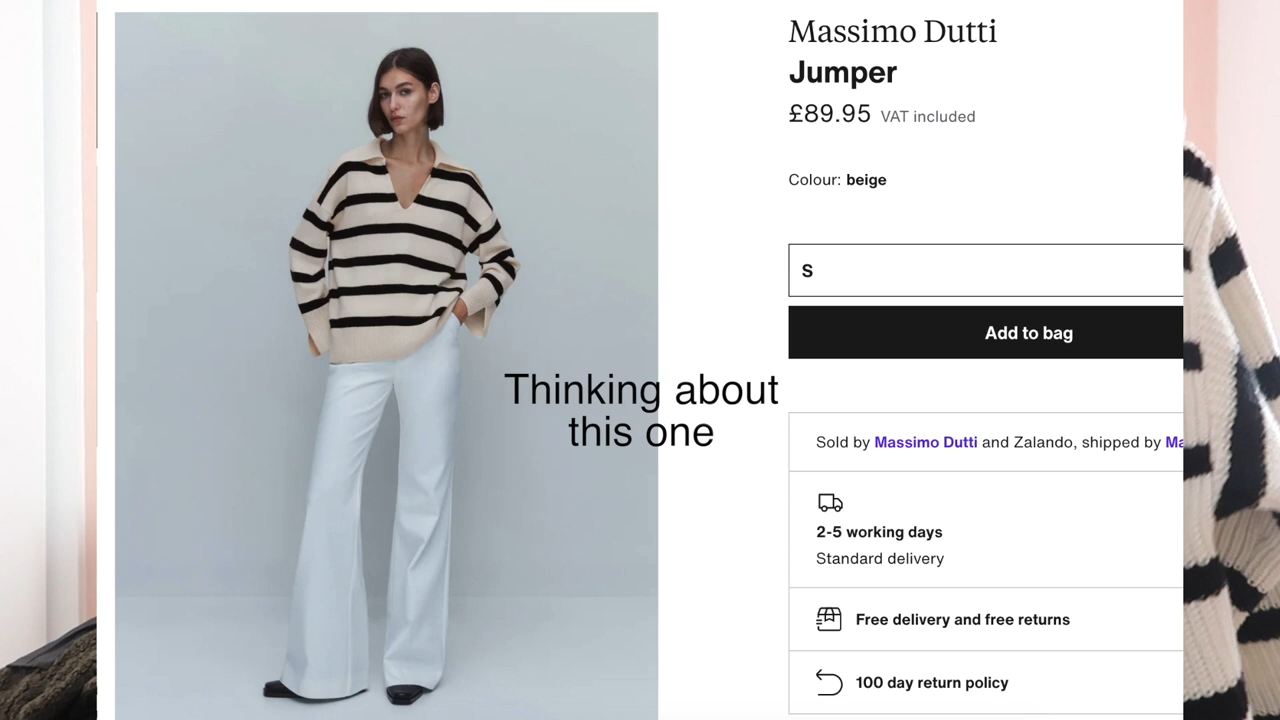 Massimo Dutti
Jumper
£89.95 VAT included
Colour: beige
S
Add to bag
Thinking about
this one
Sold by Massimo Dutti and Zalando, shipped by Ma
2-5 working days
Standard delivery
Free delivery and free returns
100 day return policy